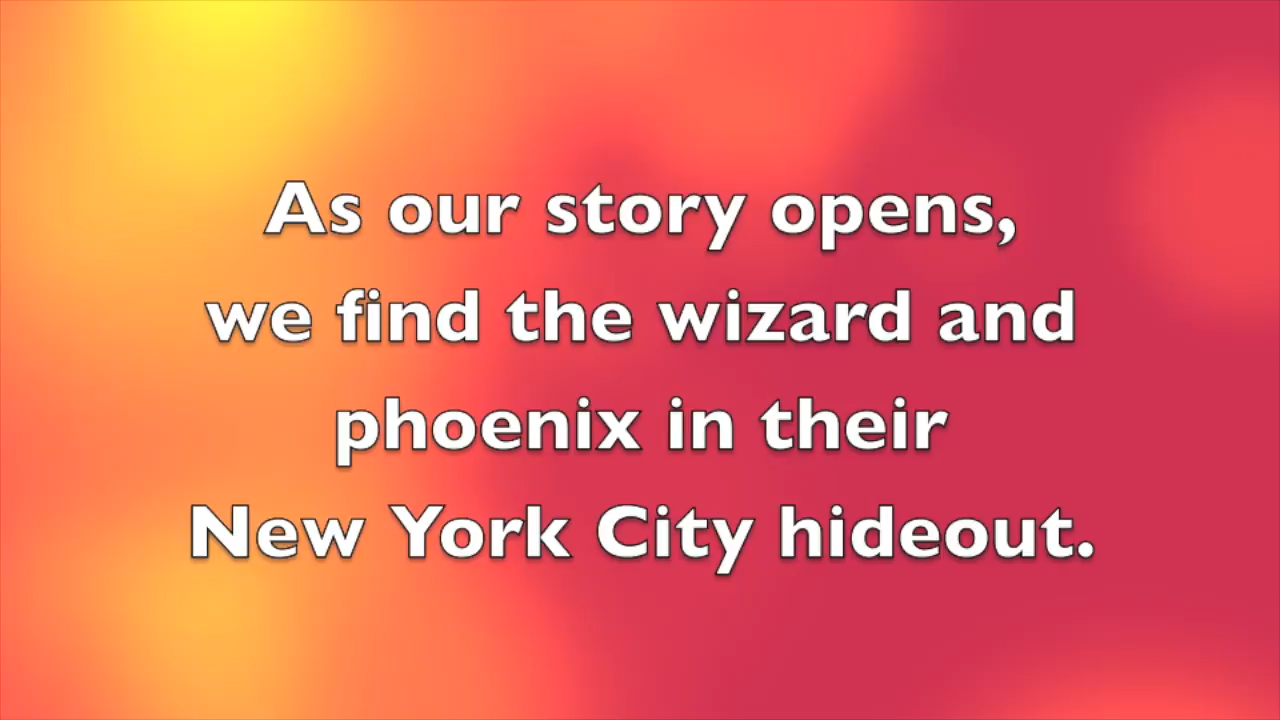 As our story opens,
we find the wizard and
phoenix in their
New York City hideout.